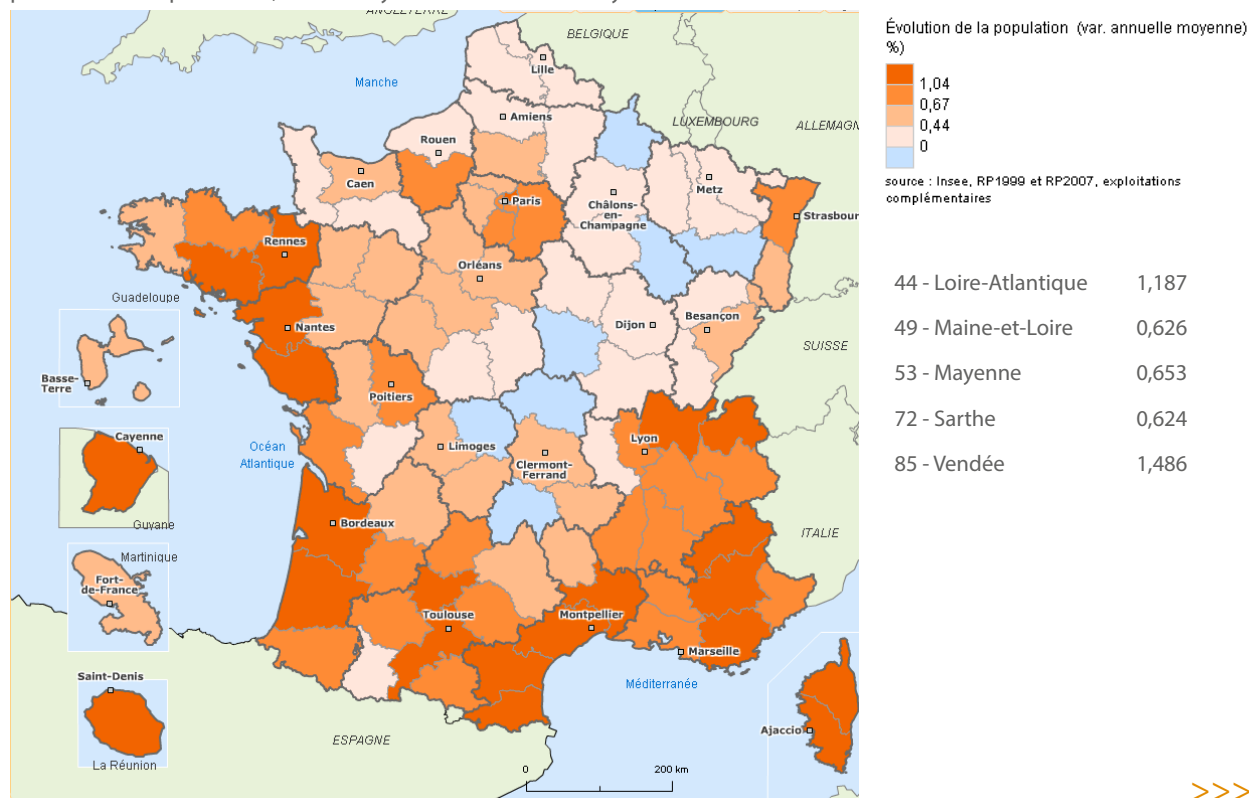 ANGLETERRE
BELGIQUE
Lille
Manche
Amiens
LUXEMBOURG
ALLEMAGN
Rouen
Caen
Metz
Paris
Châlons-
en-
Champagne
Strasbour
Rennes
Orléans
Guadeloupe
Nantes
Dijon
Besançon
SUISSE
Basse-
Terre
Poitiers
Cayenne
Océan
Atlantique
Limoges
Lyon
Clermont-
Ferrand
Guyane
Bordeaux
ITALIE
Martinique
Fort-
de-France
Toulouse
Montpellier
Marseille
Saint-Denis
Méditerranée
Ajaccio
ESPAGNE
La Réunion
0
200 km
Évolution de la population (var. annuelle moyenne)
%)
1,04
0,67
0,44
0
source : Insee, RP1999 et RP2007, exploitations
complémentaires
44 - Loire-Atlantique 1,187
49 - Maine-et-Loire 0,626
53 - Mayenne 0,653
72 - Sarthe 0,624
85 - Vendée 1,486
>>>